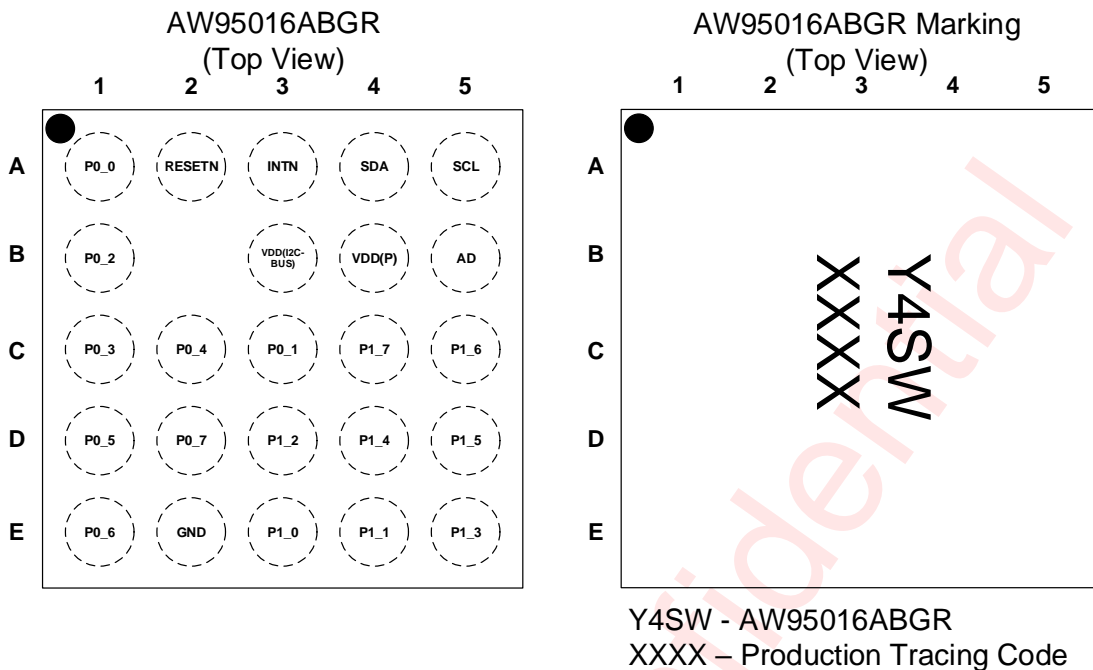 AW95016ABGR
(Top View)
1 2 3 4 5
A P0_0 RESETN INTN SDA SCL
B P0_2 VDD(I2C-
BUS) VDD(P) AD
C P0_3 P0_4 P0_1 P1_7 P1_6
D P0_5 P0_7 P1_2 P1_4 P1_5
E P0_6 GND P1_0 P1_1 P1_3
AW95016ABGR Marking
(Top View)
1 2 3 4 5
A
B
C
D
E
Y4SW
XXXX
Y4SW - AW95016ABGR
XXXX – Production Tracing Code